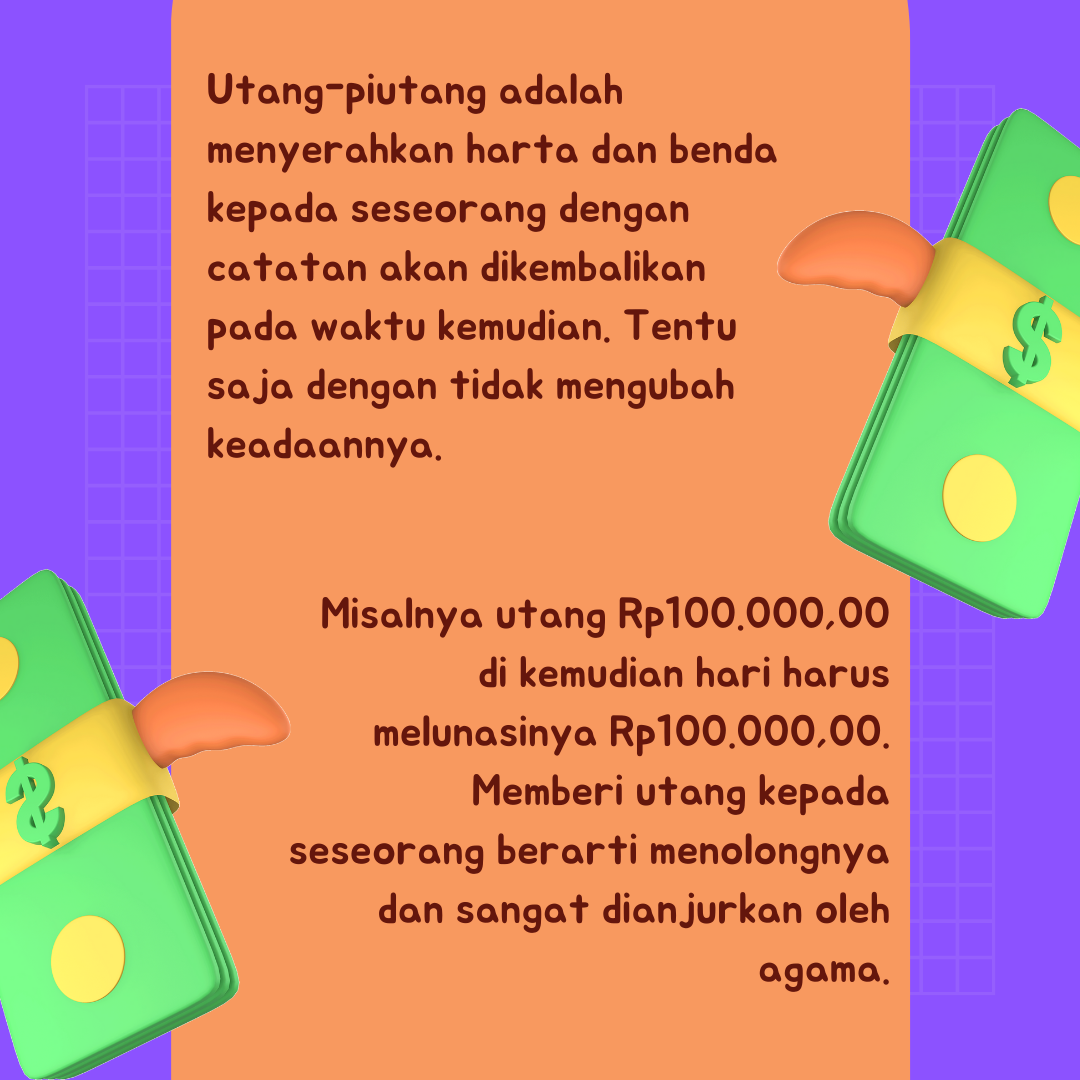 Utang-piutang adalah
menyerahkan harta dan benda
kepada seseorang dengan
catatan akan dikembalikan
pada waktu kemudian. Tentu
saja dengan tidak mengubah
keadaannya.
$
Misalnya utang Rp100.000,00
di kemudian hari harus
melunasinya Rp100.000,00.
Memberi utang kepada
seseorang berarti menolongnya
dan sangat dianjurkan oleh
agama.
$